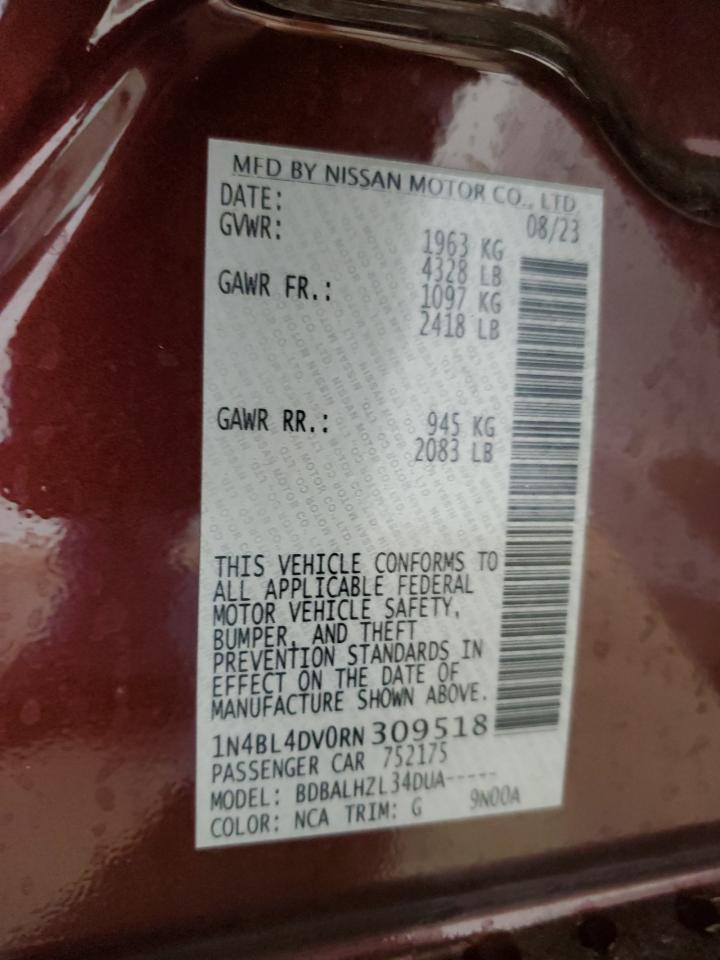 MFD BY NISSAN MOTOR CO., LTD
DATE: 08/23
GVWR: 1963 KG
4328 LB
GAWR FR.: 1097 KG
2418 LB
GAWR RR.: 945 KG
2083 LB
THIS VEHICLE CONFORMS TO
ALL APPLICABLE FEDERAL
MOTOR VEHICLE SAFETY,
BUMPER, AND THEFT
PREVENTION STANDARDS IN
EFFECT ON THE DATE OF
MANUFACTURE SHOWN ABOVE.
1N4BL4DV0RN309518
PASSENGER CAR 752175
MODEL: BDBALHZL34DUA-----
COLOR: NCA TRIM: G 9N00A